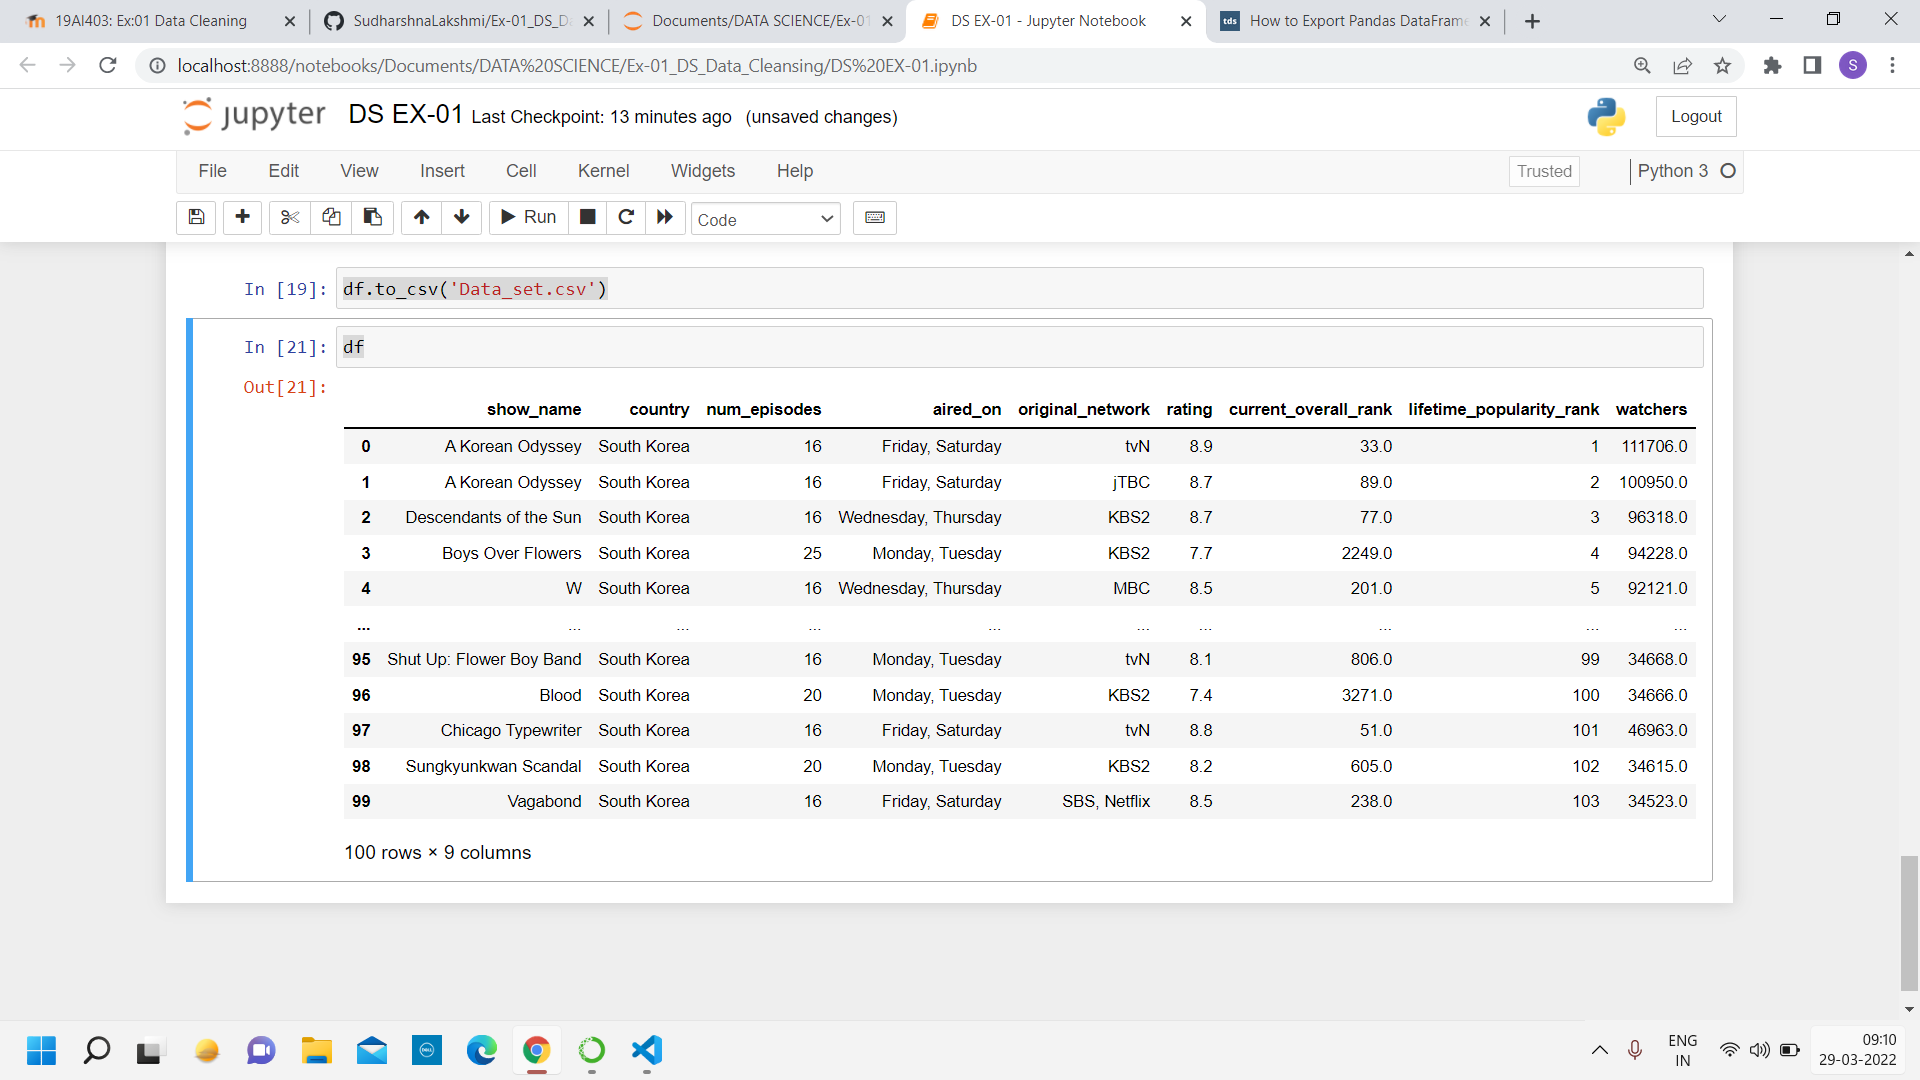 19AI403: Ex:01 Data Cleaning
SudharshnaLakshmi/Ex-01_DS_Da
Documents/DATA SCIENCE/Ex-01
DS EX-01 - Jupyter Notebook
tds How to Export Pandas DataFrame
localhost:8888/notebooks/Documents/DATA%20SCIENCE/Ex-01_DS_Data_Cleansing/DS%20EX-01.ipynb
S
jupyter DS EX-01 Last Checkpoint: 13 minutes ago (unsaved changes)
Logout
File Edit View Insert Cell Kernel Widgets Help
Trusted Python 3
Run Code
In [19]: df.to_csv('Data_set.csv')
In [21]: df
Out[21]:
show_name country num_episodes aired_on original_network rating current_overall_rank lifetime_popularity_rank watchers
0 A Korean Odyssey South Korea 16 Friday, Saturday tvN 8.9 33.0 1 111706.0
1 A Korean Odyssey South Korea 16 Friday, Saturday jTBC 8.7 89.0 2 100950.0
2 Descendants of the Sun South Korea 16 Wednesday, Thursday KBS2 8.7 77.0 3 96318.0
3 Boys Over Flowers South Korea 25 Monday, Tuesday KBS2 7.7 2249.0 4 94228.0
4 W South Korea 16 Wednesday, Thursday MBC 8.5 201.0 5 92121.0
... ... ... ... ... ... ... ... ... ...
95 Shut Up: Flower Boy Band South Korea 16 Monday, Tuesday tvN 8.1 806.0 99 34668.0
96 Blood South Korea 20 Monday, Tuesday KBS2 7.4 3271.0 100 34666.0
97 Chicago Typewriter South Korea 16 Friday, Saturday tvN 8.8 51.0 101 46963.0
98 Sungkyunkwan Scandal South Korea 20 Monday, Tuesday KBS2 8.2 605.0 102 34615.0
99 Vagabond South Korea 16 Friday, Saturday SBS, Netflix 8.5 238.0 103 34523.0
100 rows × 9 columns
DELL
ENG
IN
09:10
29-03-2022